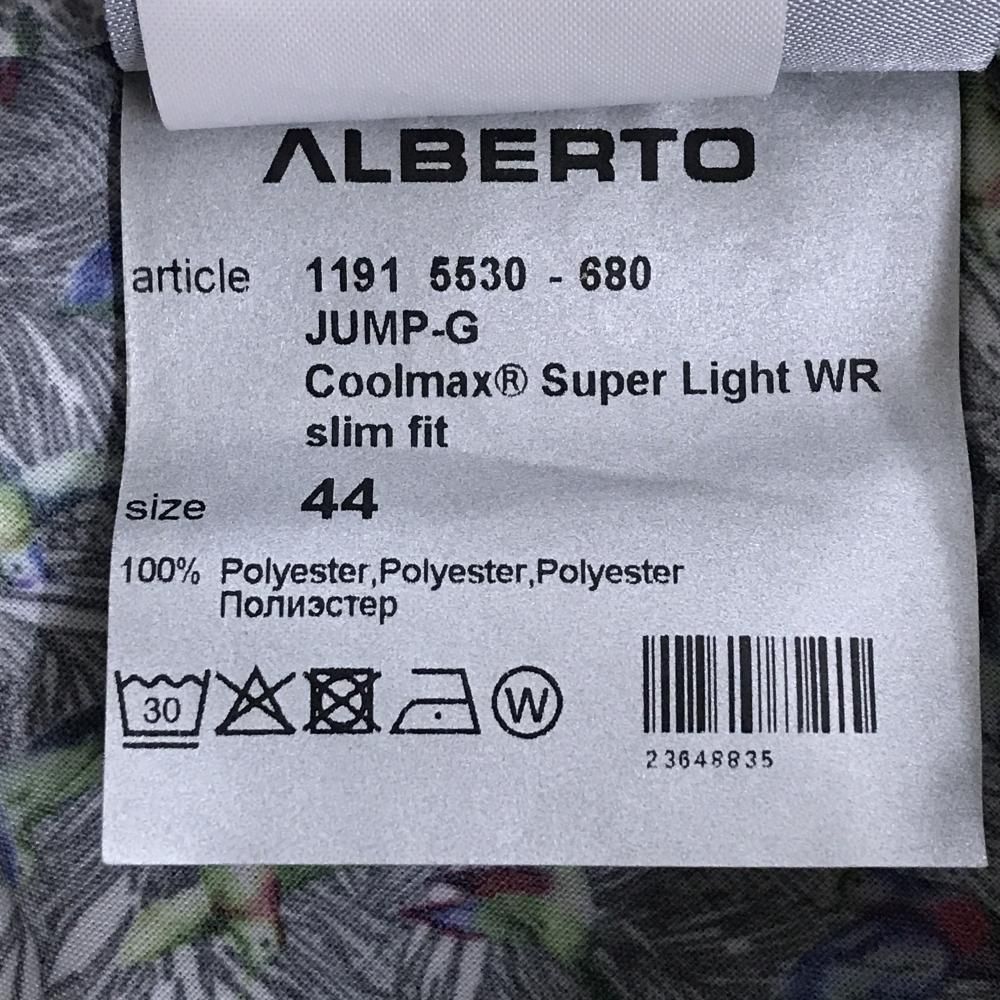 ALBERTO
article 1191 5530 - 680
JUMP-G
Coolmax® Super Light WR
slim fit
size 44
100% Polyester,Polyester,Polyester
Полиэстер
30 W
23648835